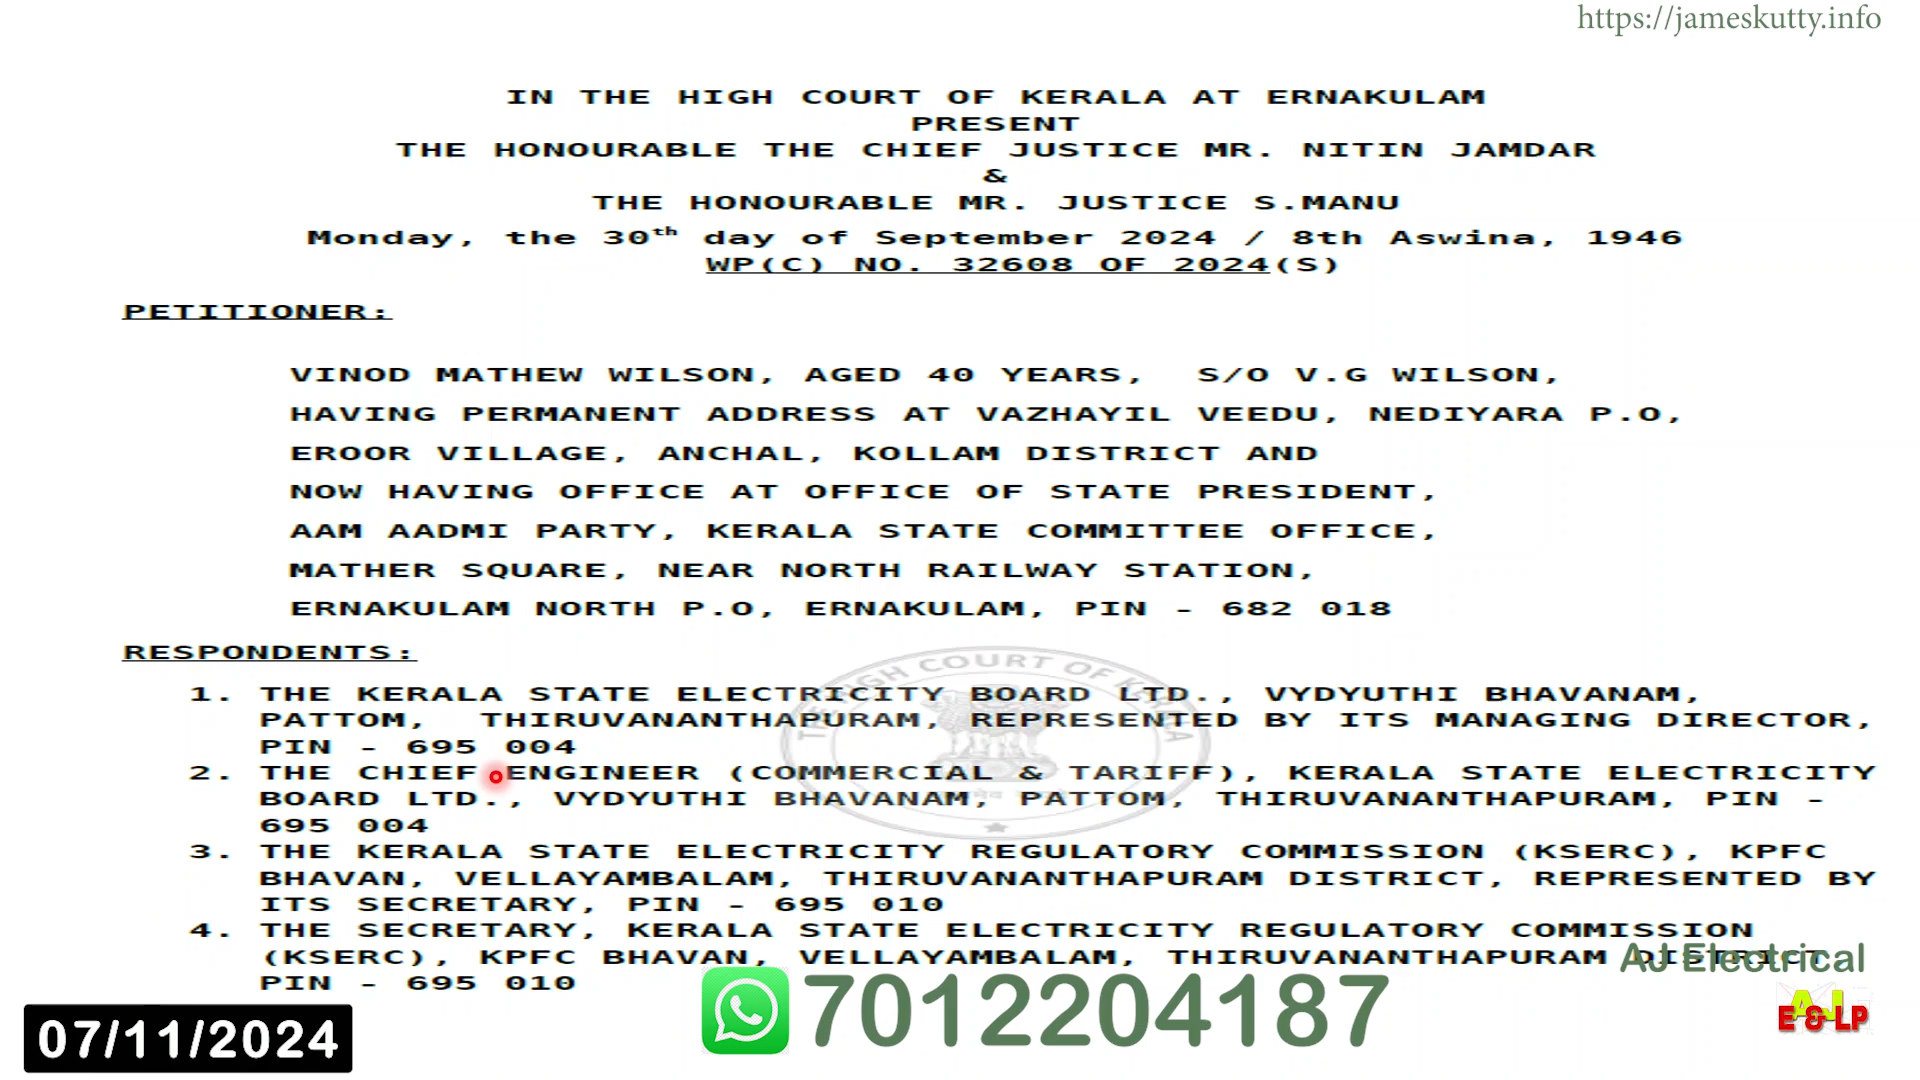 https://jameskutty.info
IN THE HIGH COURT OF KERALA AT ERNAKULAM
PRESENT
THE HONOURABLE THE CHIEF JUSTICE MR. NITIN JAMDAR
&
THE HONOURABLE MR. JUSTICE S.MANU
Monday, the 30th day of September 2024 / 8th Aswina, 1946
WP(C) NO. 32608 OF 2024(S)
PETITIONER:
VINOD MATHEW WILSON, AGED 40 YEARS, S/O V.G WILSON,
HAVING PERMANENT ADDRESS AT VAZHAYIL VEEDU, NEDIYARA P.O,
EROOR VILLAGE, ANCHAL, KOLLAM DISTRICT AND
NOW HAVING OFFICE AT OFFICE OF STATE PRESIDENT,
AAM AADMI PARTY, KERALA STATE COMMITTEE OFFICE,
MATHER SQUARE, NEAR NORTH RAILWAY STATION,
ERNAKULAM NORTH P.O, ERNAKULAM, PIN - 682 018
RESPONDENTS:
1. THE KERALA STATE ELECTRICITY BOARD LTD., VYDYUTHI BHAVANAM,
PATTOM, THIRUVANANTHAPURAM, REPRESENTED BY ITS MANAGING DIRECTOR,
PIN - 695 004
2. THE CHIEF ENGINEER (COMMERCIAL & TARIFF), KERALA STATE ELECTRICITY
BOARD LTD., VYDYUTHI BHAVANAM, PATTOM, THIRUVANANTHAPURAM, PIN -
695 004
3. THE KERALA STATE ELECTRICITY REGULATORY COMMISSION (KSERC), KPFC
BHAVAN, VELLAYAMBALAM, THIRUVANANTHAPURAM DISTRICT, REPRESENTED BY
ITS SECRETARY, PIN - 695 010
4. THE SECRETARY, KERALA STATE ELECTRICITY REGULATORY COMMISSION
(KSERC), KPFC BHAVAN, VELLAYAMBALAM, THIRUVANANTHAPURAM DISTRICT
PIN - 695 010
THE HIGH COURT OF KERALA
AJ Electrical
AJ
E & LP
7012204187
07/11/2024